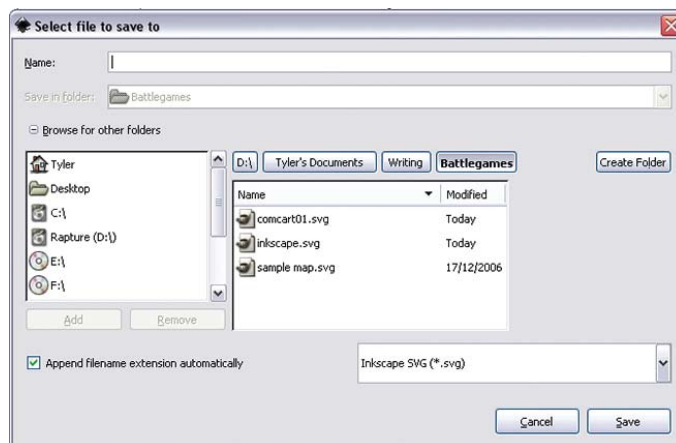 Select file to save to
Name:
Save in folder: Battlegames
Browse for other folders
Tyler
Desktop
C:\
Rapture (D:\)
E:\
F:\
Add Remove
D:\ Tyler's Documents Writing Battlegames Create Folder
Name Modified
comcart01.svg Today
inkscape.svg Today
sample map.svg 17/12/2006
Append filename extension automatically Inkscape SVG (*.svg)
Cancel Save